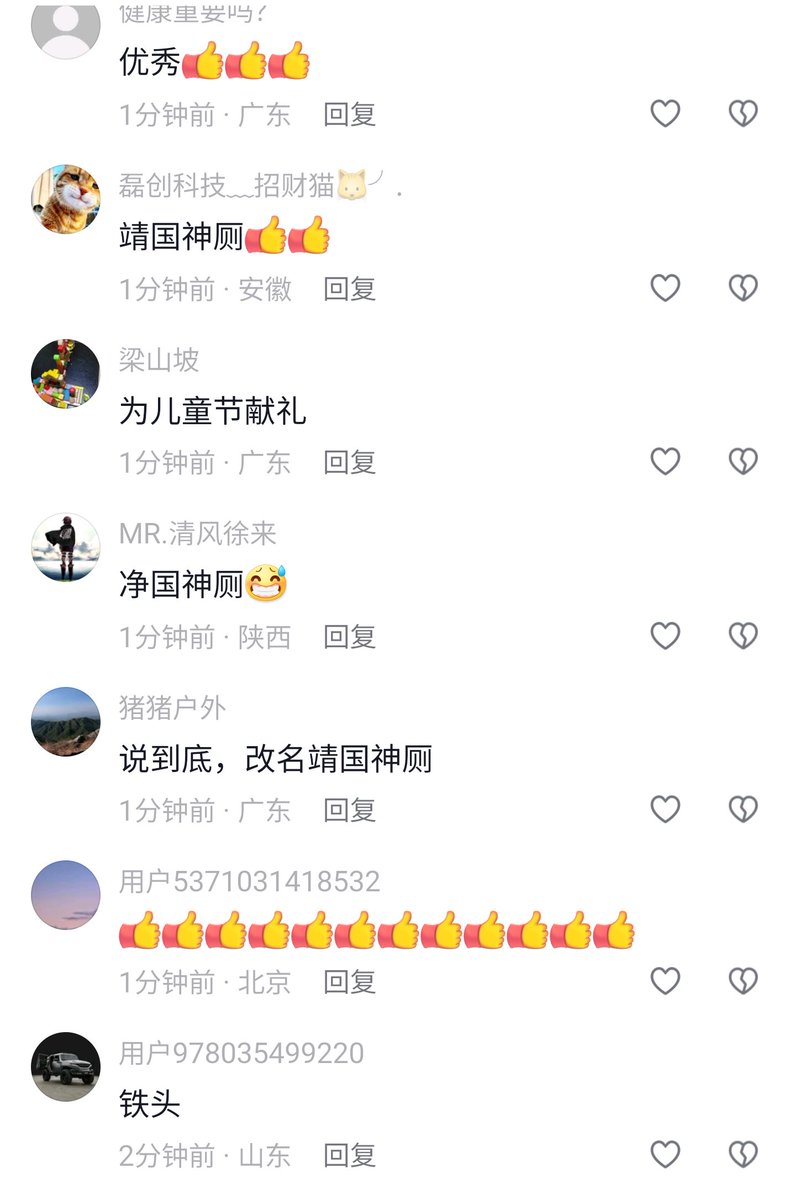 健康重要吗?
优秀👍👍👍
1分钟前 · 广东 回复
磊创科技﹏招财猫🐱╯.
靖国神厕👍👍
1分钟前 · 安徽 回复
梁山坡
为儿童节献礼
1分钟前 · 广东 回复
MR.清风徐来
净国神厕😅
1分钟前 · 陕西 回复
猪猪户外
说到底，改名靖国神厕
1分钟前 · 广东 回复
用户5371031418532
👍👍👍👍👍👍👍👍👍👍👍👍
1分钟前 · 北京 回复
用户978035499220
铁头
2分钟前 · 山东 回复